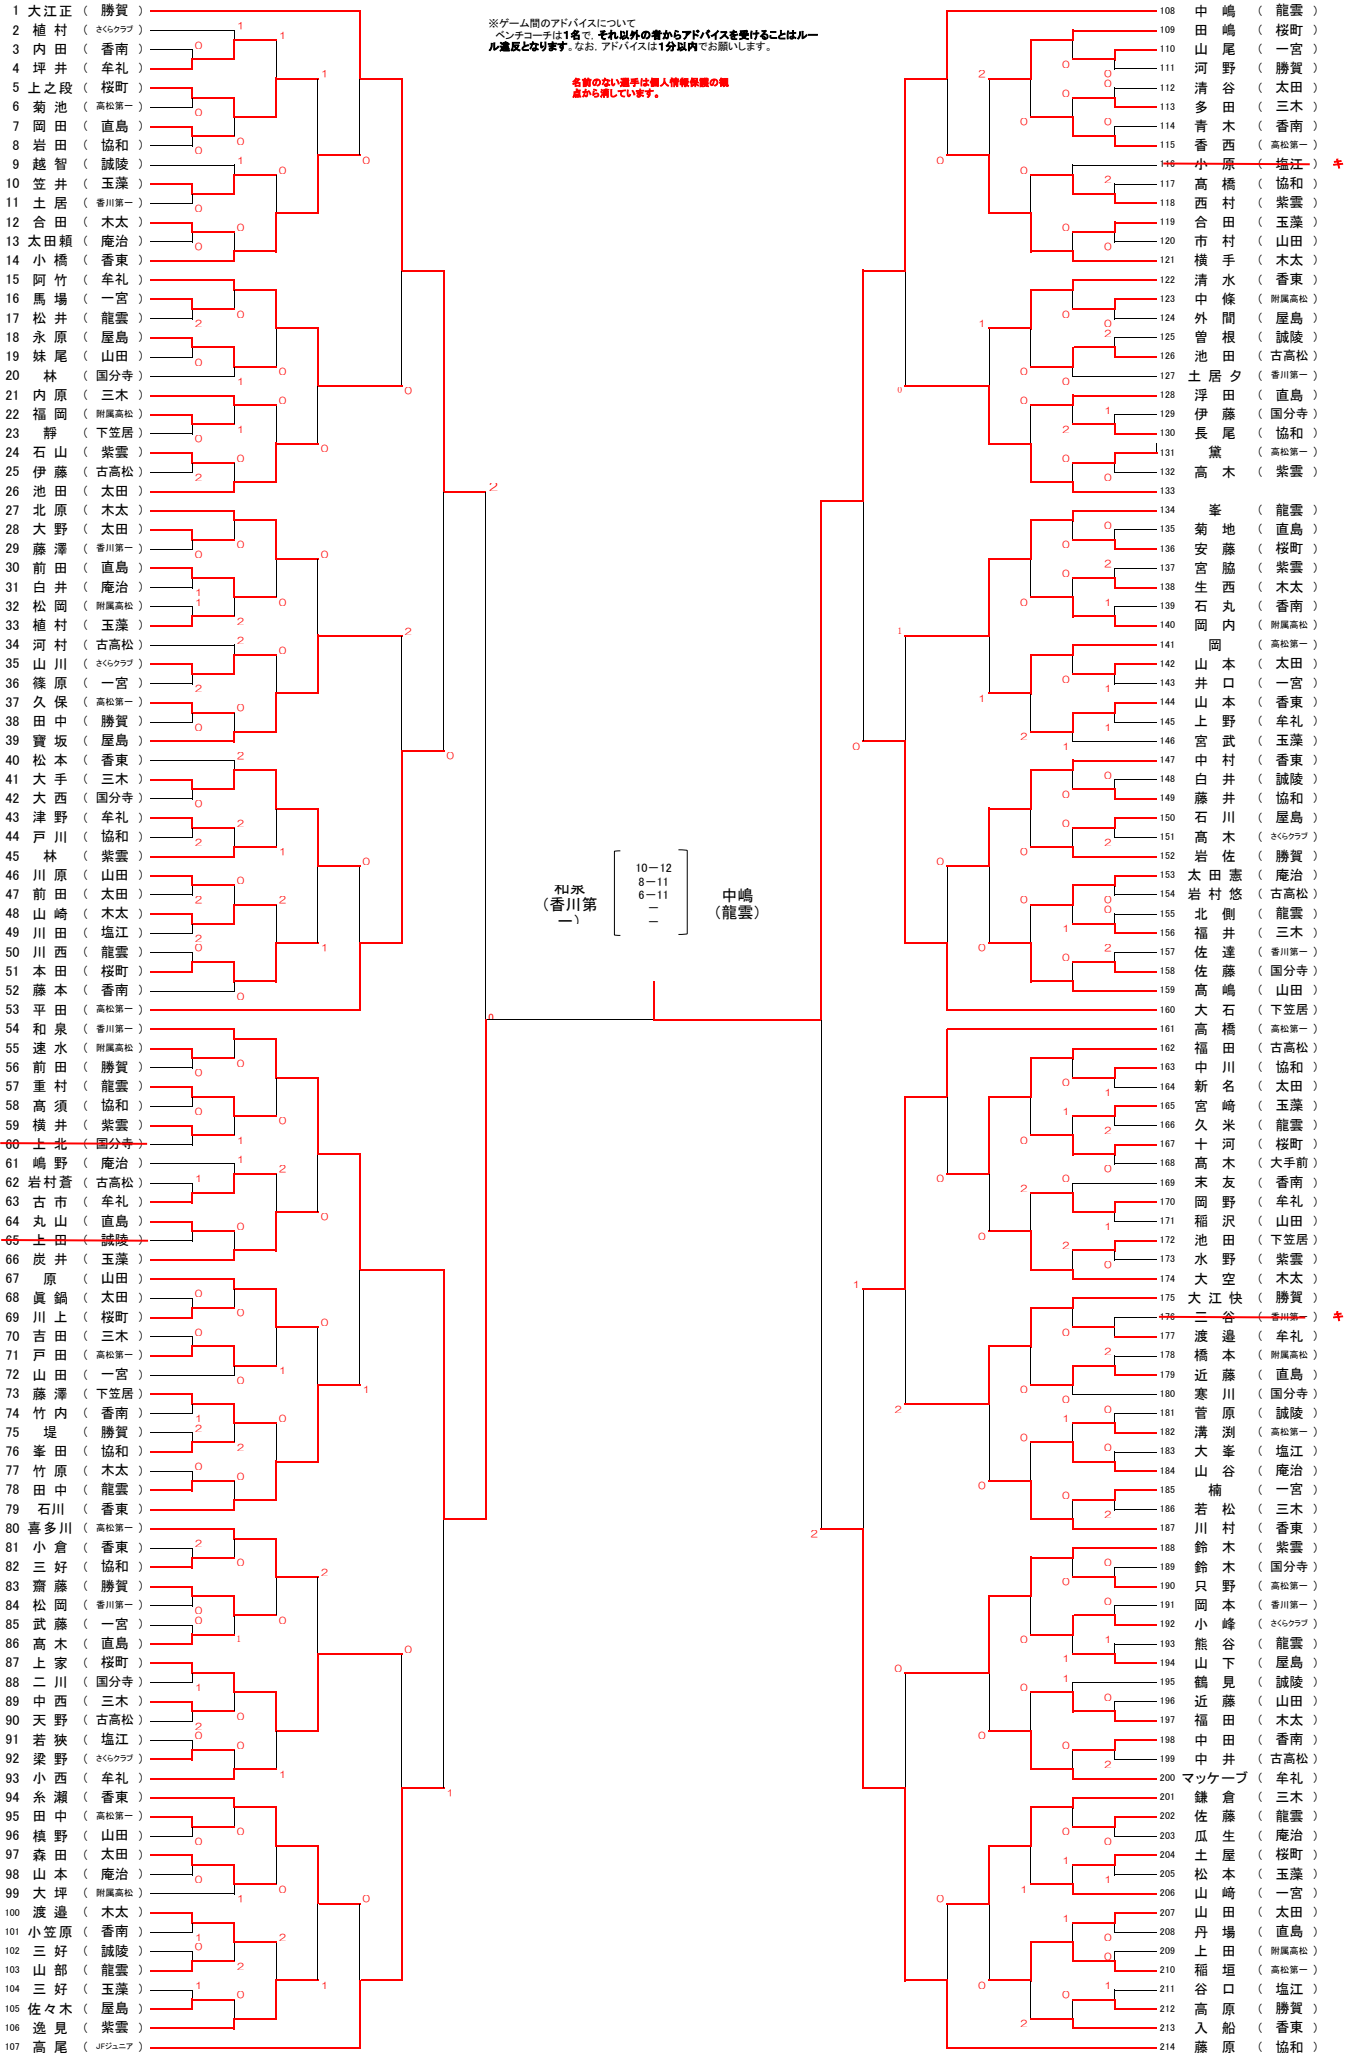 ※ゲーム間のアドバイスについて
ベンチコーチは1名で、それ以外の者からアドバイスを受けることはルー
ル違反となります。なお、アドバイスは1分以内でお願いします。
名前のない選手は個人情報保護の観
点から消しています。
1 大江正 （ 勝賀 ）
2 植村 （ さくらクラブ ）
3 内田 （ 香南 ）
4 坪井 （ 牟礼 ）
5 上之段 （ 桜町 ）
6 菊池 （ 高松第一 ）
7 岡田 （ 直島 ）
8 岩田 （ 協和 ）
9 越智 （ 誠陵 ）
10 笠井 （ 玉藻 ）
11 土居 （ 香川第一 ）
12 合田 （ 木太 ）
13 太田頼 （ 庵治 ）
14 小橋 （ 香東 ）
15 阿竹 （ 牟礼 ）
16 馬場 （ 一宮 ）
17 松井 （ 龍雲 ）
18 永原 （ 屋島 ）
19 妹尾 （ 山田 ）
20 林 （ 国分寺 ）
21 内原 （ 三木 ）
22 福岡 （ 附属高松 ）
23 靜 （ 下笠居 ）
24 石山 （ 紫雲 ）
25 伊藤 （ 古高松 ）
26 池田 （ 太田 ）
27 北原 （ 木太 ）
28 大野 （ 太田 ）
29 藤澤 （ 香川第一 ）
30 前田 （ 直島 ）
31 白井 （ 庵治 ）
32 松岡 （ 附属高松 ）
33 植村 （ 玉藻 ）
34 河村 （ 古高松 ）
35 山川 （ さくらクラブ ）
36 篠原 （ 一宮 ）
37 久保 （ 高松第一 ）
38 田中 （ 勝賀 ）
39 寶坂 （ 屋島 ）
40 松本 （ 香東 ）
41 大手 （ 三木 ）
42 大西 （ 国分寺 ）
43 津野 （ 牟礼 ）
44 戸川 （ 協和 ）
45 林 （ 紫雲 ）
46 川原 （ 山田 ）
47 前田 （ 太田 ）
48 山崎 （ 木太 ）
49 川田 （ 塩江 ）
50 川西 （ 龍雲 ）
51 本田 （ 桜町 ）
52 藤本 （ 香南 ）
53 平田 （ 高松第一 ）
54 和泉 （ 香川第一 ）
55 速水 （ 附属高松 ）
56 前田 （ 勝賀 ）
57 重村 （ 龍雲 ）
58 髙須 （ 協和 ）
59 横井 （ 紫雲 ）
60 上北 （ 国分寺 ）
61 嶋野 （ 庵治 ）
62 岩村蒼 （ 古高松 ）
63 古市 （ 牟礼 ）
64 丸山 （ 直島 ）
65 上田 （ 誠陵 ）
66 炭井 （ 玉藻 ）
67 原 （ 山田 ）
68 眞鍋 （ 太田 ）
69 川上 （ 桜町 ）
70 吉田 （ 三木 ）
71 戸田 （ 高松第一 ）
72 山田 （ 一宮 ）
73 藤澤 （ 下笠居 ）
74 竹内 （ 香南 ）
75 堤 （ 勝賀 ）
76 峯田 （ 協和 ）
77 竹原 （ 木太 ）
78 田中 （ 龍雲 ）
79 石川 （ 香東 ）
80 喜多川 （ 高松第一 ）
81 小倉 （ 香東 ）
82 三好 （ 協和 ）
83 齋藤 （ 勝賀 ）
84 松岡 （ 香川第一 ）
85 武藤 （ 一宮 ）
86 髙木 （ 直島 ）
87 上家 （ 桜町 ）
88 二川 （ 国分寺 ）
89 中西 （ 三木 ）
90 天野 （ 古高松 ）
91 若狹 （ 塩江 ）
92 梁野 （ さくらクラブ ）
93 小西 （ 牟礼 ）
94 糸瀬 （ 香東 ）
95 田中 （ 高松第一 ）
96 槙野 （ 山田 ）
97 森田 （ 太田 ）
98 山本 （ 庵治 ）
99 大坪 （ 附属高松 ）
100 渡邉 （ 木太 ）
101 小笠原 （ 香南 ）
102 三好 （ 誠陵 ）
103 山部 （ 龍雲 ）
104 三好 （ 玉藻 ）
105 佐々木 （ 屋島 ）
106 逸見 （ 紫雲 ）
107 高尾 （ JFジュニア ）
和泉
（香川第
一）
10－12
8－11
6－11
－
－
中嶋
（龍雲）
108 中嶋 （ 龍雲 ）
109 田嶋 （ 桜町 ）
110 山尾 （ 一宮 ）
111 河野 （ 勝賀 ）
112 清谷 （ 太田 ）
113 多田 （ 三木 ）
114 青木 （ 香南 ）
115 香西 （ 高松第一 ）
116 小原 （ 塩江 ） キ
117 髙橋 （ 協和 ）
118 西村 （ 紫雲 ）
119 合田 （ 玉藻 ）
120 市村 （ 山田 ）
121 横手 （ 木太 ）
122 清水 （ 香東 ）
123 中條 （ 附属高松 ）
124 外間 （ 屋島 ）
125 曽根 （ 誠陵 ）
126 池田 （ 古高松 ）
127 土居夕 （ 香川第一 ）
128 浮田 （ 直島 ）
129 伊藤 （ 国分寺 ）
130 長尾 （ 協和 ）
131 黛 （ 高松第一 ）
132 高木 （ 紫雲 ）
133
134 峯 （ 龍雲 ）
135 菊地 （ 直島 ）
136 安藤 （ 桜町 ）
137 宮脇 （ 紫雲 ）
138 生西 （ 木太 ）
139 石丸 （ 香南 ）
140 岡内 （ 附属高松 ）
141 岡 （ 高松第一 ）
142 山本 （ 太田 ）
143 井口 （ 一宮 ）
144 山本 （ 香東 ）
145 上野 （ 牟礼 ）
146 宮武 （ 玉藻 ）
147 中村 （ 香東 ）
148 白井 （ 誠陵 ）
149 藤井 （ 協和 ）
150 石川 （ 屋島 ）
151 髙木 （ さくらクラブ ）
152 岩佐 （ 勝賀 ）
153 太田憲 （ 庵治 ）
154 岩村悠 （ 古高松 ）
155 北側 （ 龍雲 ）
156 福井 （ 三木 ）
157 佐達 （ 香川第一 ）
158 佐藤 （ 国分寺 ）
159 髙嶋 （ 山田 ）
160 大石 （ 下笠居 ）
161 高橋 （ 高松第一 ）
162 福田 （ 古高松 ）
163 中川 （ 協和 ）
164 新名 （ 太田 ）
165 宮﨑 （ 玉藻 ）
166 久米 （ 龍雲 ）
167 十河 （ 桜町 ）
168 髙木 （ 大手前 ）
169 末友 （ 香南 ）
170 岡野 （ 牟礼 ）
171 稲沢 （ 山田 ）
172 池田 （ 下笠居 ）
173 水野 （ 紫雲 ）
174 大空 （ 木太 ）
175 大江快 （ 勝賀 ）
176 三谷 （ 香川第一 ） キ
177 渡邉 （ 牟礼 ）
178 橋本 （ 附属高松 ）
179 近藤 （ 直島 ）
180 寒川 （ 国分寺 ）
181 菅原 （ 誠陵 ）
182 溝渕 （ 高松第一 ）
183 大峯 （ 塩江 ）
184 山谷 （ 庵治 ）
185 楠 （ 一宮 ）
186 若松 （ 三木 ）
187 川村 （ 香東 ）
188 鈴木 （ 紫雲 ）
189 鈴木 （ 国分寺 ）
190 只野 （ 高松第一 ）
191 岡本 （ 香川第一 ）
192 小峰 （ さくらクラブ ）
193 熊谷 （ 龍雲 ）
194 山下 （ 屋島 ）
195 鶴見 （ 誠陵 ）
196 近藤 （ 山田 ）
197 福田 （ 木太 ）
198 中田 （ 香南 ）
199 中井 （ 古高松 ）
200 マッケーブ （ 牟礼 ）
201 鎌倉 （ 三木 ）
202 佐藤 （ 龍雲 ）
203 瓜生 （ 庵治 ）
204 土屋 （ 桜町 ）
205 松本 （ 玉藻 ）
206 山﨑 （ 一宮 ）
207 山田 （ 太田 ）
208 丹場 （ 直島 ）
209 上田 （ 附属高松 ）
210 稲垣 （ 高松第一 ）
211 谷口 （ 塩江 ）
212 高原 （ 勝賀 ）
213 入船 （ 香東 ）
214 藤原 （ 協和 ）